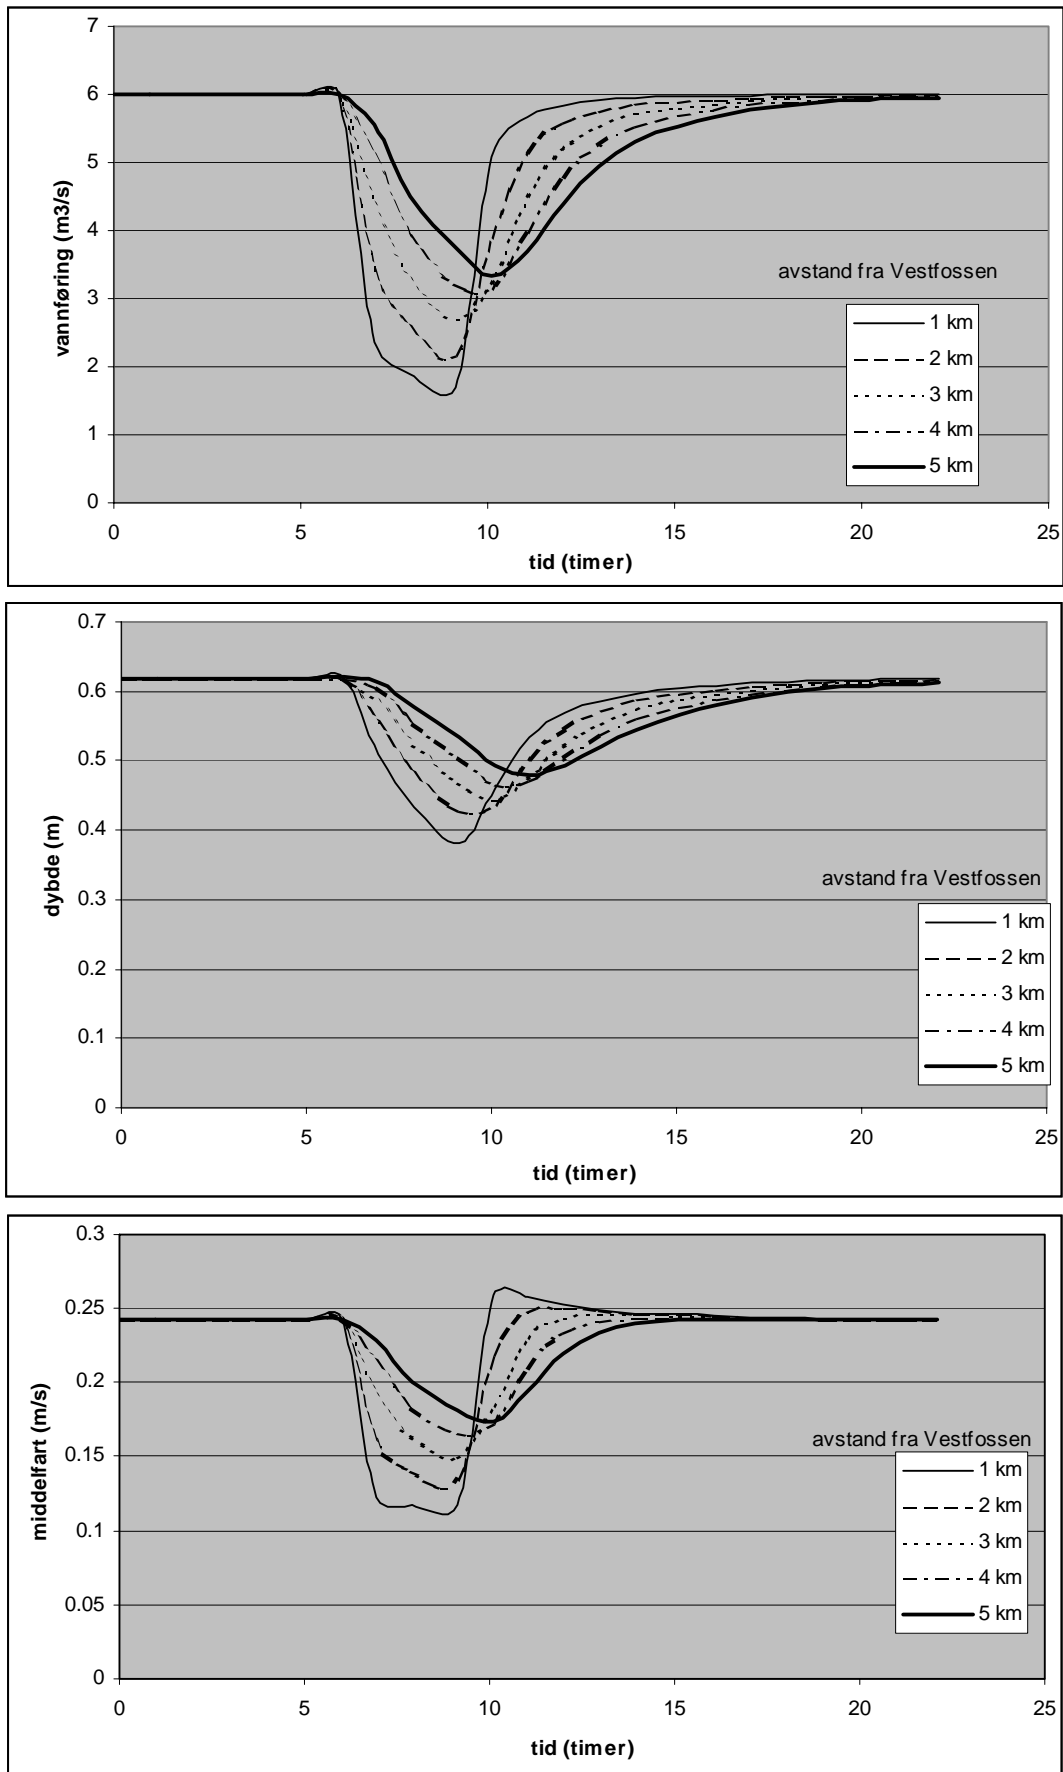 7
6
5
4
3
2
1
0
vannføring (m3/s)
0 5 10 15 20 25
tid (timer)
avstand fra Vestfossen
1 km
2 km
3 km
4 km
5 km
0.7
0.6
0.5
0.4
0.3
0.2
0.1
0
dybde (m)
0 5 10 15 20 25
tid (timer)
avstand fra Vestfossen
1 km
2 km
3 km
4 km
5 km
0.3
0.25
0.2
0.15
0.1
0.05
0
middelfart (m/s)
0 5 10 15 20 25
tid (timer)
avstand fra Vestfossen
1 km
2 km
3 km
4 km
5 km